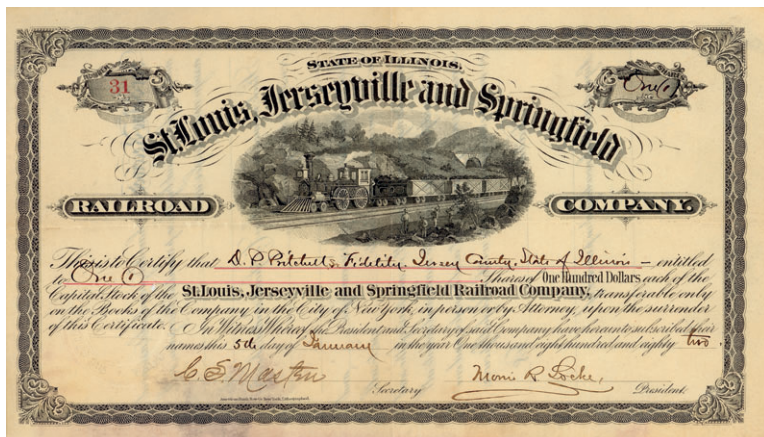 STATE OF ILLINOIS.
31
One (1)
St. Louis, Jerseyville and Springfield
RAILROAD COMPANY.
This is to Certify that D. P. Pritchett, Fidelity, Jersey County, State of Illinois — entitled
to One (1) Shares of One Hundred Dollars each of the
Capital Stock of the St. Louis, Jerseyville and Springfield Railroad Company, transferable only
on the Books of the Company in the City of New York, in person or by Attorney, upon the surrender
of this Certificate. In Witness Whereof the President and Secretary of said Company have hereunto subscribed their
names this 5th day of January in the year One thousand eight hundred and eighty two.
C. S. Masten Secretary Morris R. Locke, President.